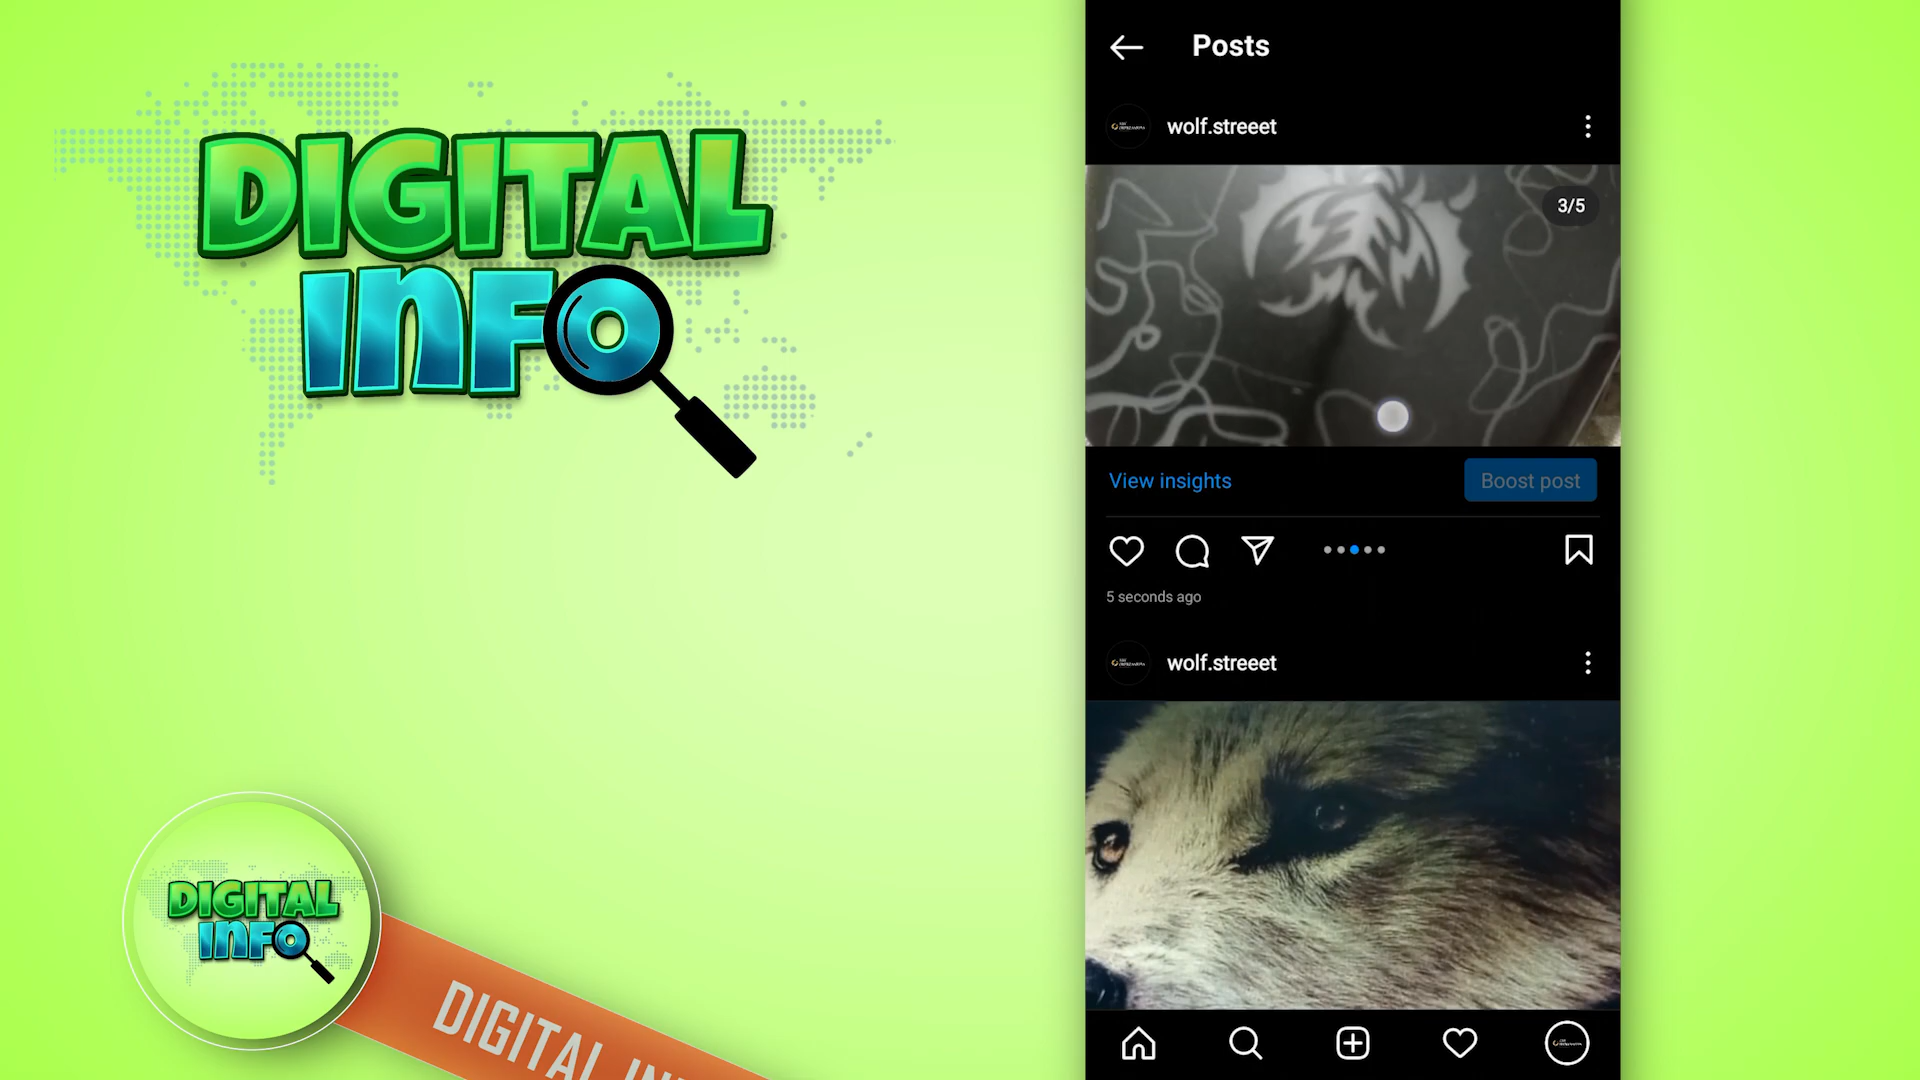 DIGITAL
INFO
DIGITAL
INFO
DIGITAL
Posts
wolf.streeet
3/5
View insights
Boost post
5 seconds ago
wolf.streeet